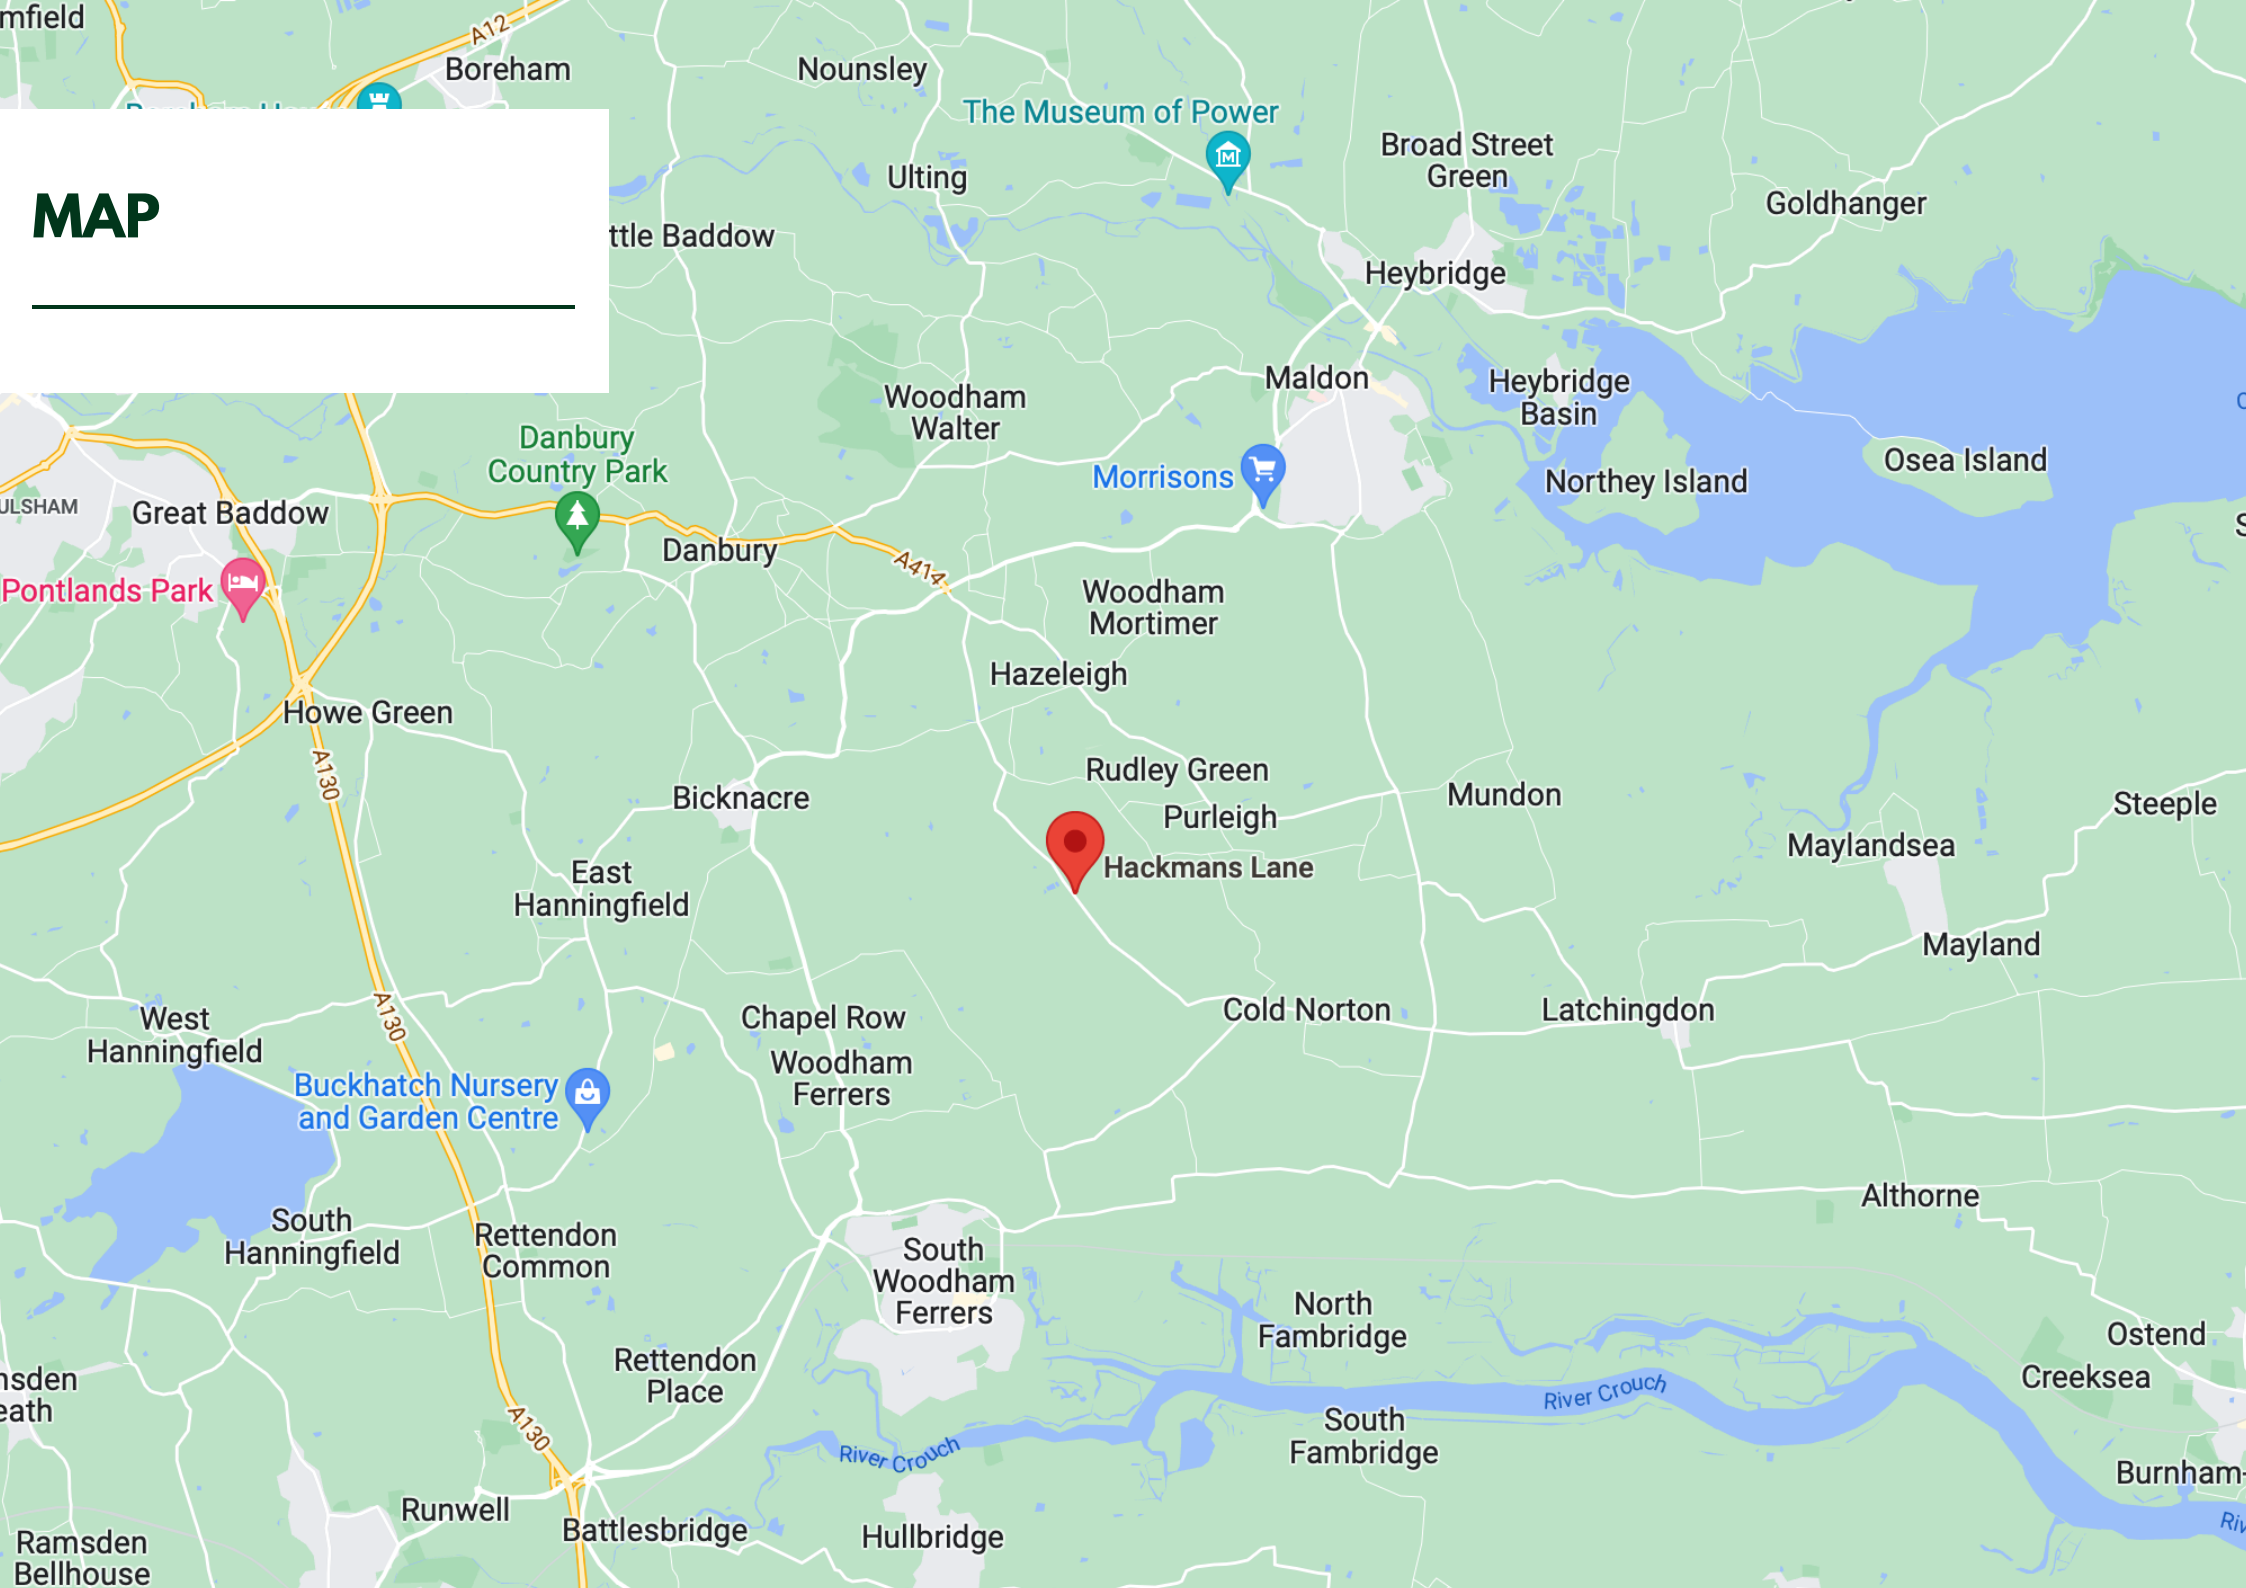 mfield
A12
Boreham
Nounsley
The Museum of Power
MAP
Ulting
Broad Street
Green
Goldhanger
ttle Baddow
Heybridge
Maldon
Heybridge
Basin
Woodham
Walter
Danbury
Country Park
Morrisons
Northey Island
Osea Island
ULSHAM
Great Baddow
Danbury
A414
Pontlands Park
Woodham
Mortimer
Hazeleigh
Howe Green
A130
Rudley Green
Bicknacre
Purleigh
Mundon
Steeple
Maylandsea
Hackmans Lane
East
Hanningfield
Mayland
A130
West
Hanningfield
Chapel Row
Cold Norton
Latchingdon
Woodham
Ferrers
Buckhatch Nursery
and Garden Centre
Althorne
South
Hanningfield
Rettendon
Common
South
Woodham
Ferrers
North
Fambridge
Ostend
Creeksea
Rettendon
Place
nsden
eath
A130
River Crouch
River Crouch
South
Fambridge
Burnham-
Runwell
Battlesbridge
Hullbridge
Riv
Ramsden
Bellhouse